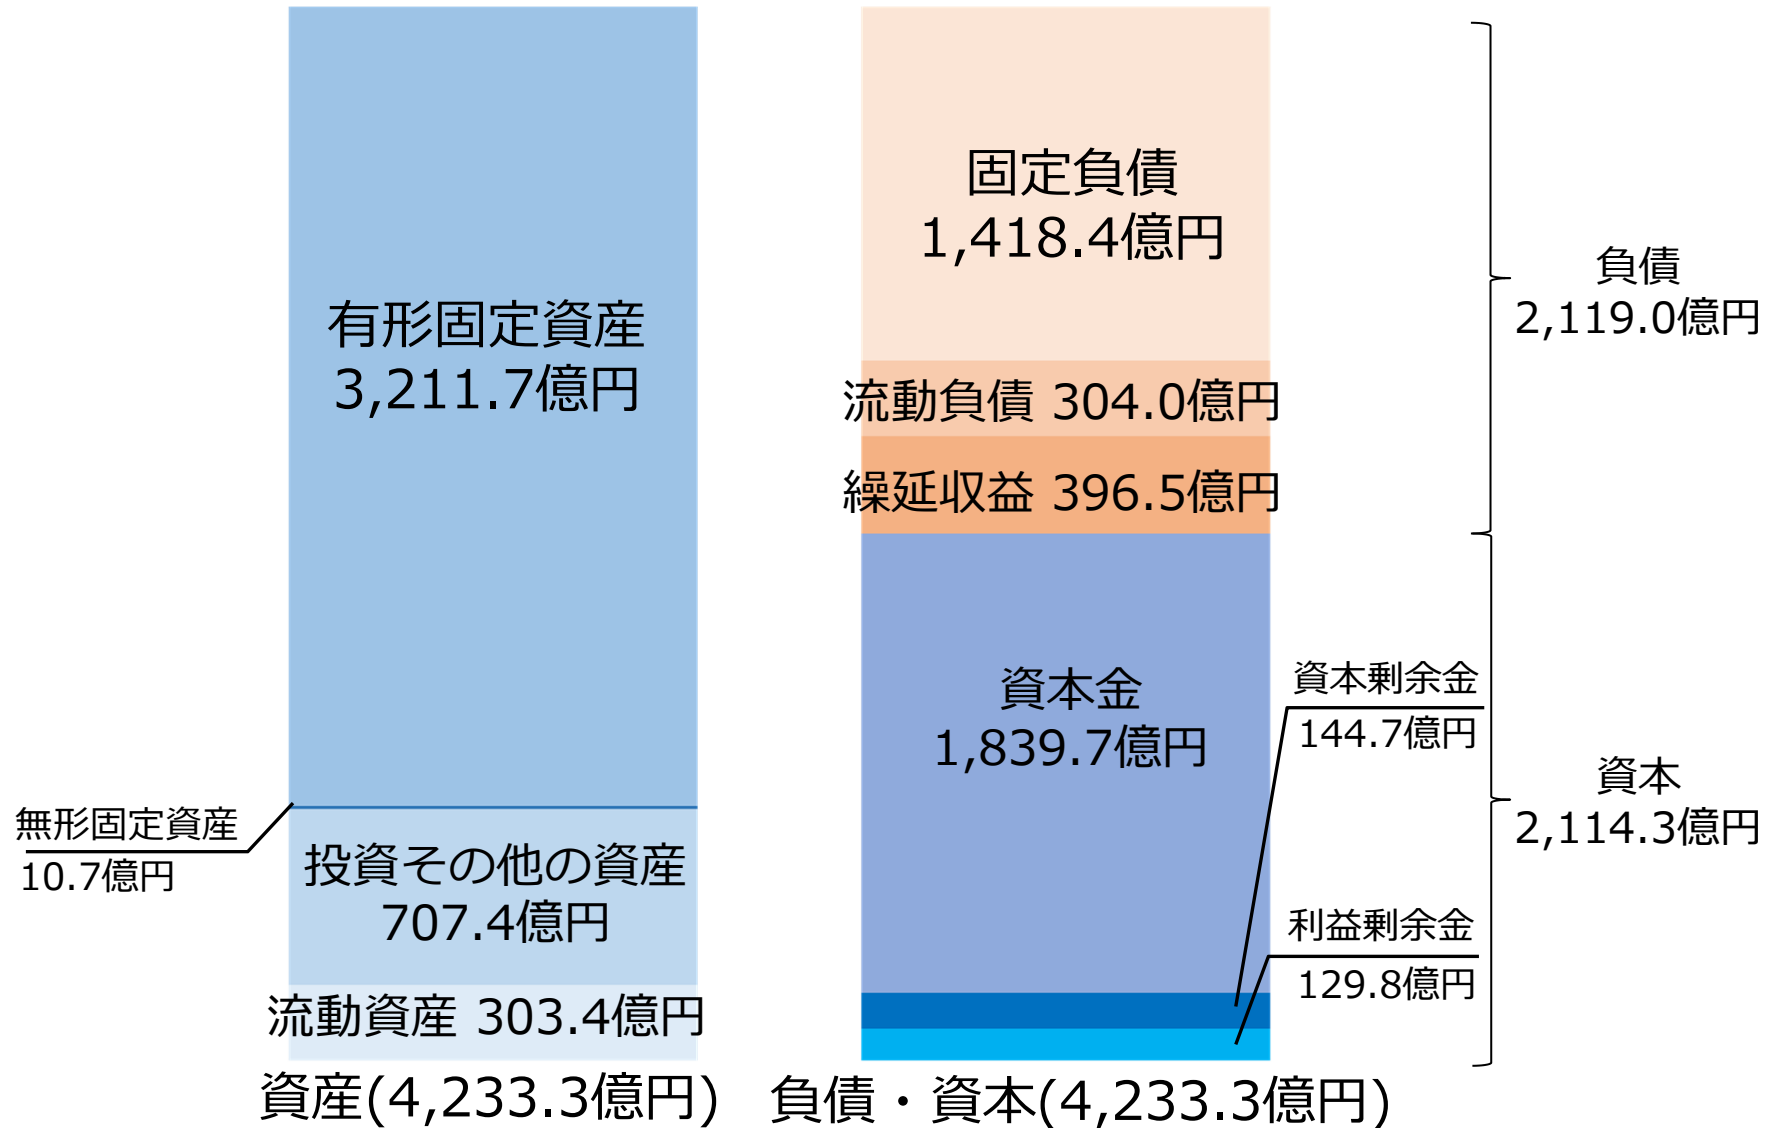 有形固定資産
3,211.7億円
無形固定資産
10.7億円
投資その他の資産
707.4億円
流動資産 303.4億円
資産(4,233.3億円)
固定負債
1,418.4億円
流動負債 304.0億円
繰延収益 396.5億円
資本金
1,839.7億円
資本剰余金
144.7億円
利益剰余金
129.8億円
負債・資本(4,233.3億円)
負債
2,119.0億円
資本
2,114.3億円